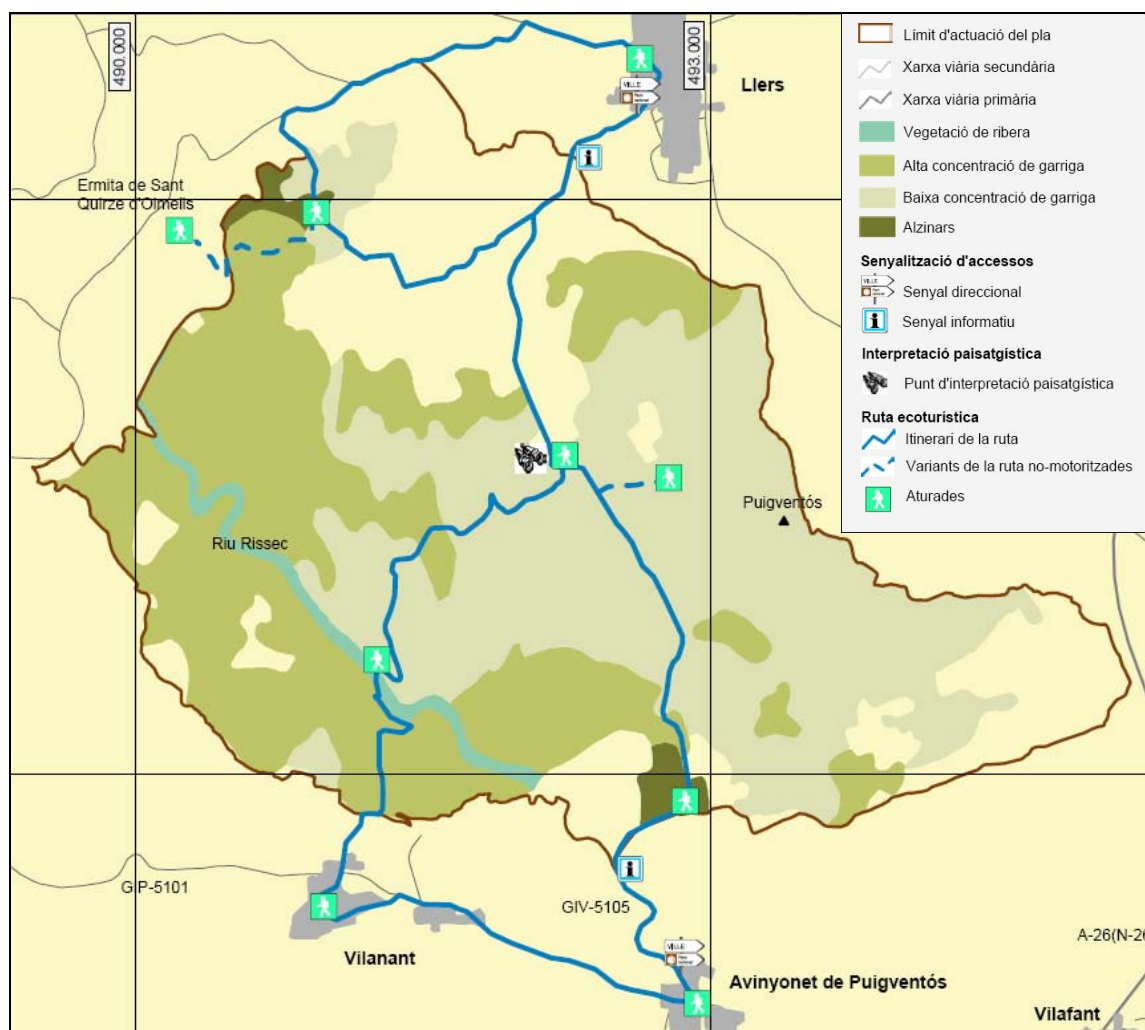 490.000
493.000
Llers
Ermita de Sant
Quirze d'Olmells
Puigventós
Riu Rissec
GIP-5101
GIV-5105
Vilanant
Avinyonet de Puigventós
A-26(N-26
Vilafant
VILLE
VILLE
Límit d'actuació del pla
Xarxa viària secundària
Xarxa viària primària
Vegetació de ribera
Alta concentració de garriga
Baixa concentració de garriga
Alzinars
Senyalització d'accessos
VILLE
Senyal direccional
Senyal informatiu
Interpretació paisatgística
Punt d'interpretació paisatgística
Ruta ecoturística
Itinerari de la ruta
Variants de la ruta no-motoritzades
Aturades